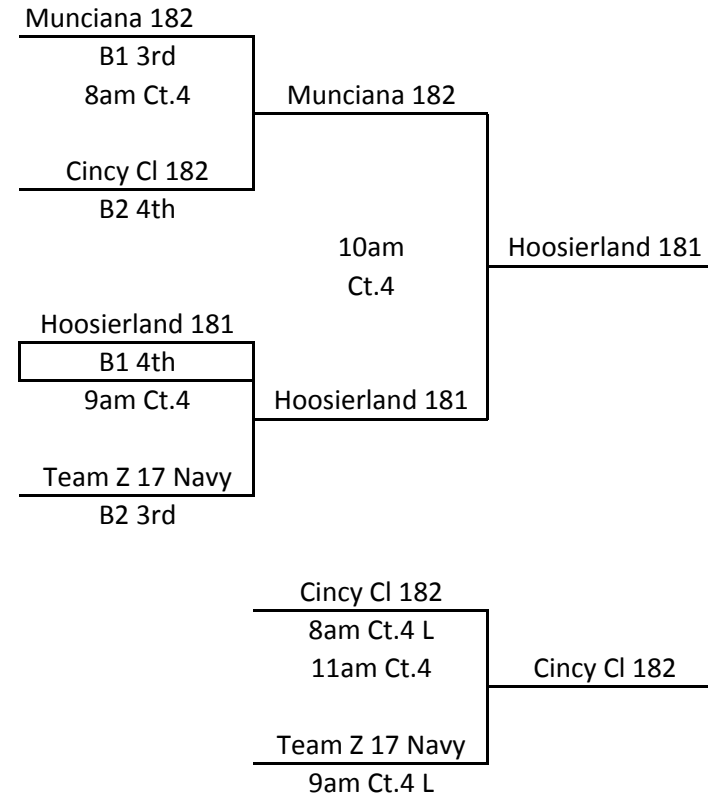 Munciana 182
B1 3rd
8am Ct.4
Munciana 182
Cincy Cl 182
B2 4th
10am
Ct.4
Hoosierland 181
Hoosierland 181
B1 4th
9am Ct.4
Hoosierland 181
Team Z 17 Navy
B2 3rd
Cincy Cl 182
8am Ct.4 L
11am Ct.4
Cincy Cl 182
Team Z 17 Navy
9am Ct.4 L